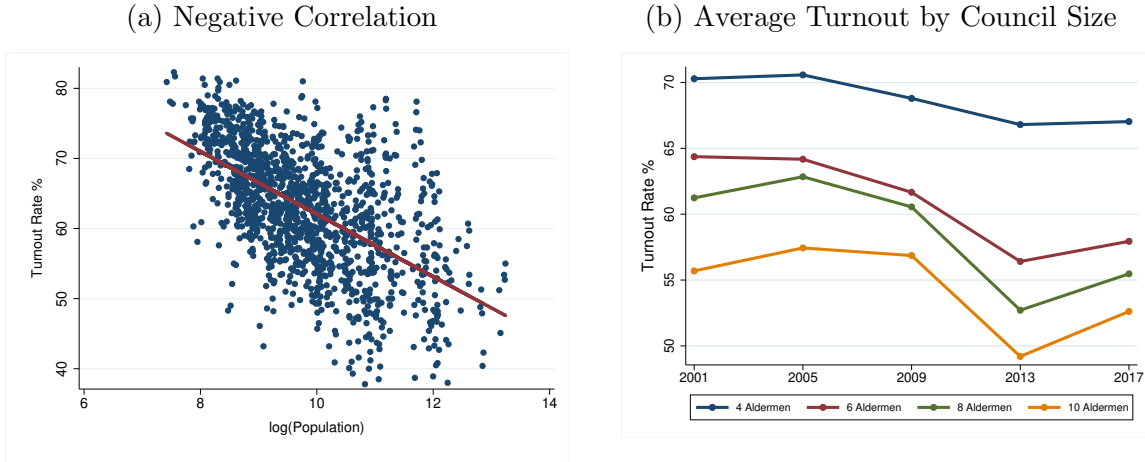 (a) Negative Correlation
Turnout Rate %
80
70
60
50
40
6 8 10 12 14
log(Population)
(b) Average Turnout by Council Size
Turnout Rate %
70
65
60
55
50
2001 2005 2009 2013 2017
4 Aldermen 6 Aldermen 8 Aldermen 10 Aldermen